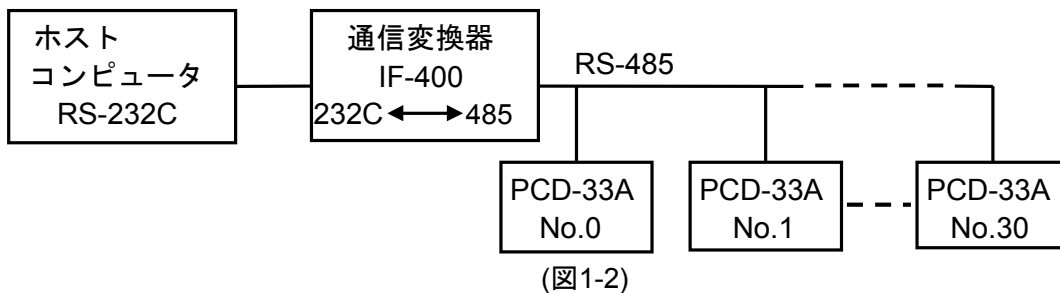 ホスト
コンピュータ
RS-232C
通信変換器
IF-400
232C 485
RS-485
PCD-33A
No.0
PCD-33A
No.1
PCD-33A
No.30
(図1-2)